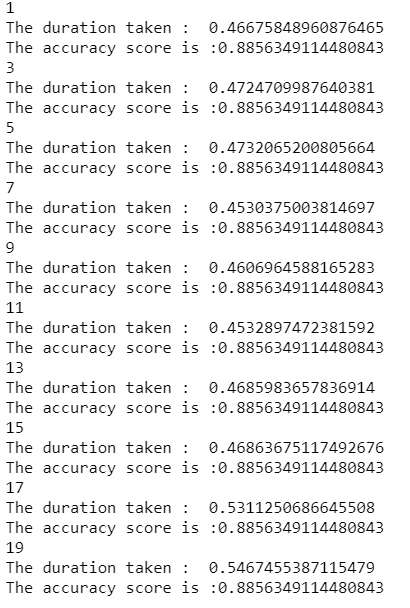 1
The duration taken :  0.46675848960876465
The accuracy score is :0.8856349114480843
3
The duration taken :  0.4724709987640381
The accuracy score is :0.8856349114480843
5
The duration taken :  0.4732065200805664
The accuracy score is :0.8856349114480843
7
The duration taken :  0.4530375003814697
The accuracy score is :0.8856349114480843
9
The duration taken :  0.4606964588165283
The accuracy score is :0.8856349114480843
11
The duration taken :  0.4532897472381592
The accuracy score is :0.8856349114480843
13
The duration taken :  0.4685983657836914
The accuracy score is :0.8856349114480843
15
The duration taken :  0.46863675117492676
The accuracy score is :0.8856349114480843
17
The duration taken :  0.5311250686645508
The accuracy score is :0.8856349114480843
19
The duration taken :  0.5467455387115479
The accuracy score is :0.8856349114480843